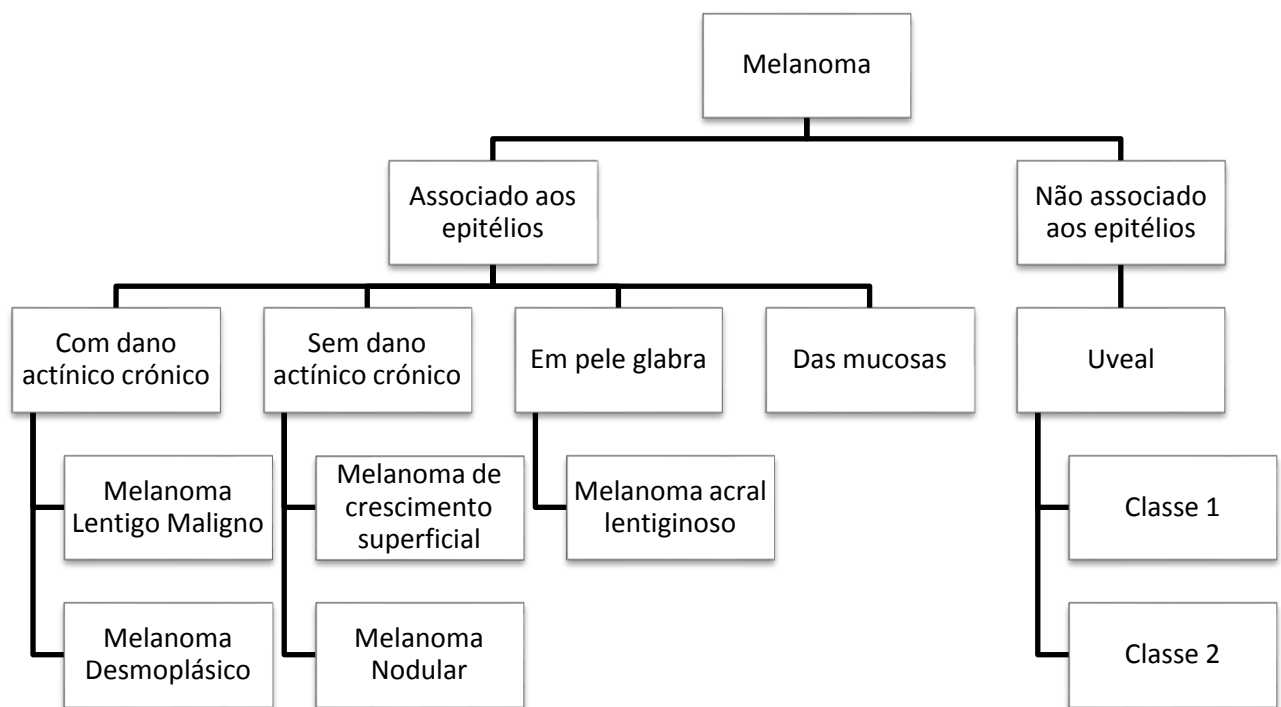 Melanoma
Associado aos
epitélios
Não associado
aos epitélios
Com dano
actínico crónico
Sem dano
actínico crónico
Em pele glabra
Das mucosas
Uveal
Melanoma
Lentigo Maligno
Melanoma de
crescimento
superficial
Melanoma acral
lentiginoso
Classe 1
Melanoma
Desmoplásico
Melanoma
Nodular
Classe 2